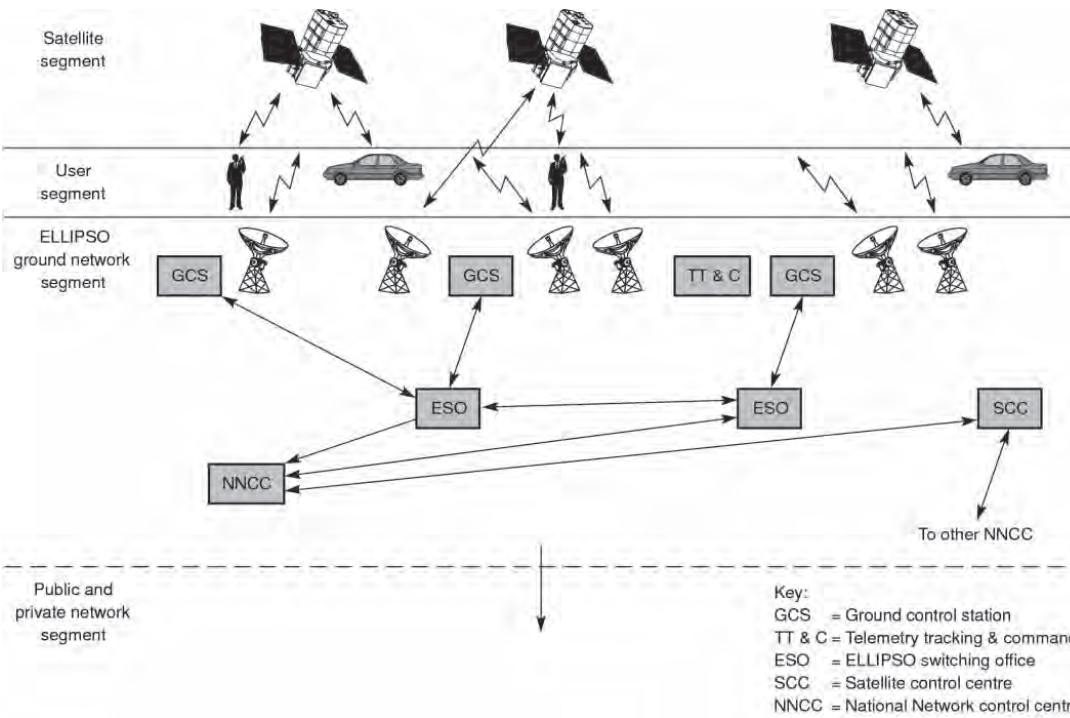 Satellite
segment
User
segment
ELLIPSO
ground network
segment
GCS
GCS
TT & C
GCS
ESO
ESO
SCC
NNCC
To other NNCC
Public and
private network
segment
Key:
GCS = Ground control station
TT & C = Telemetry tracking & command
ESO = ELLIPSO switching office
SCC = Satellite control centre
NNCC = National Network control centr